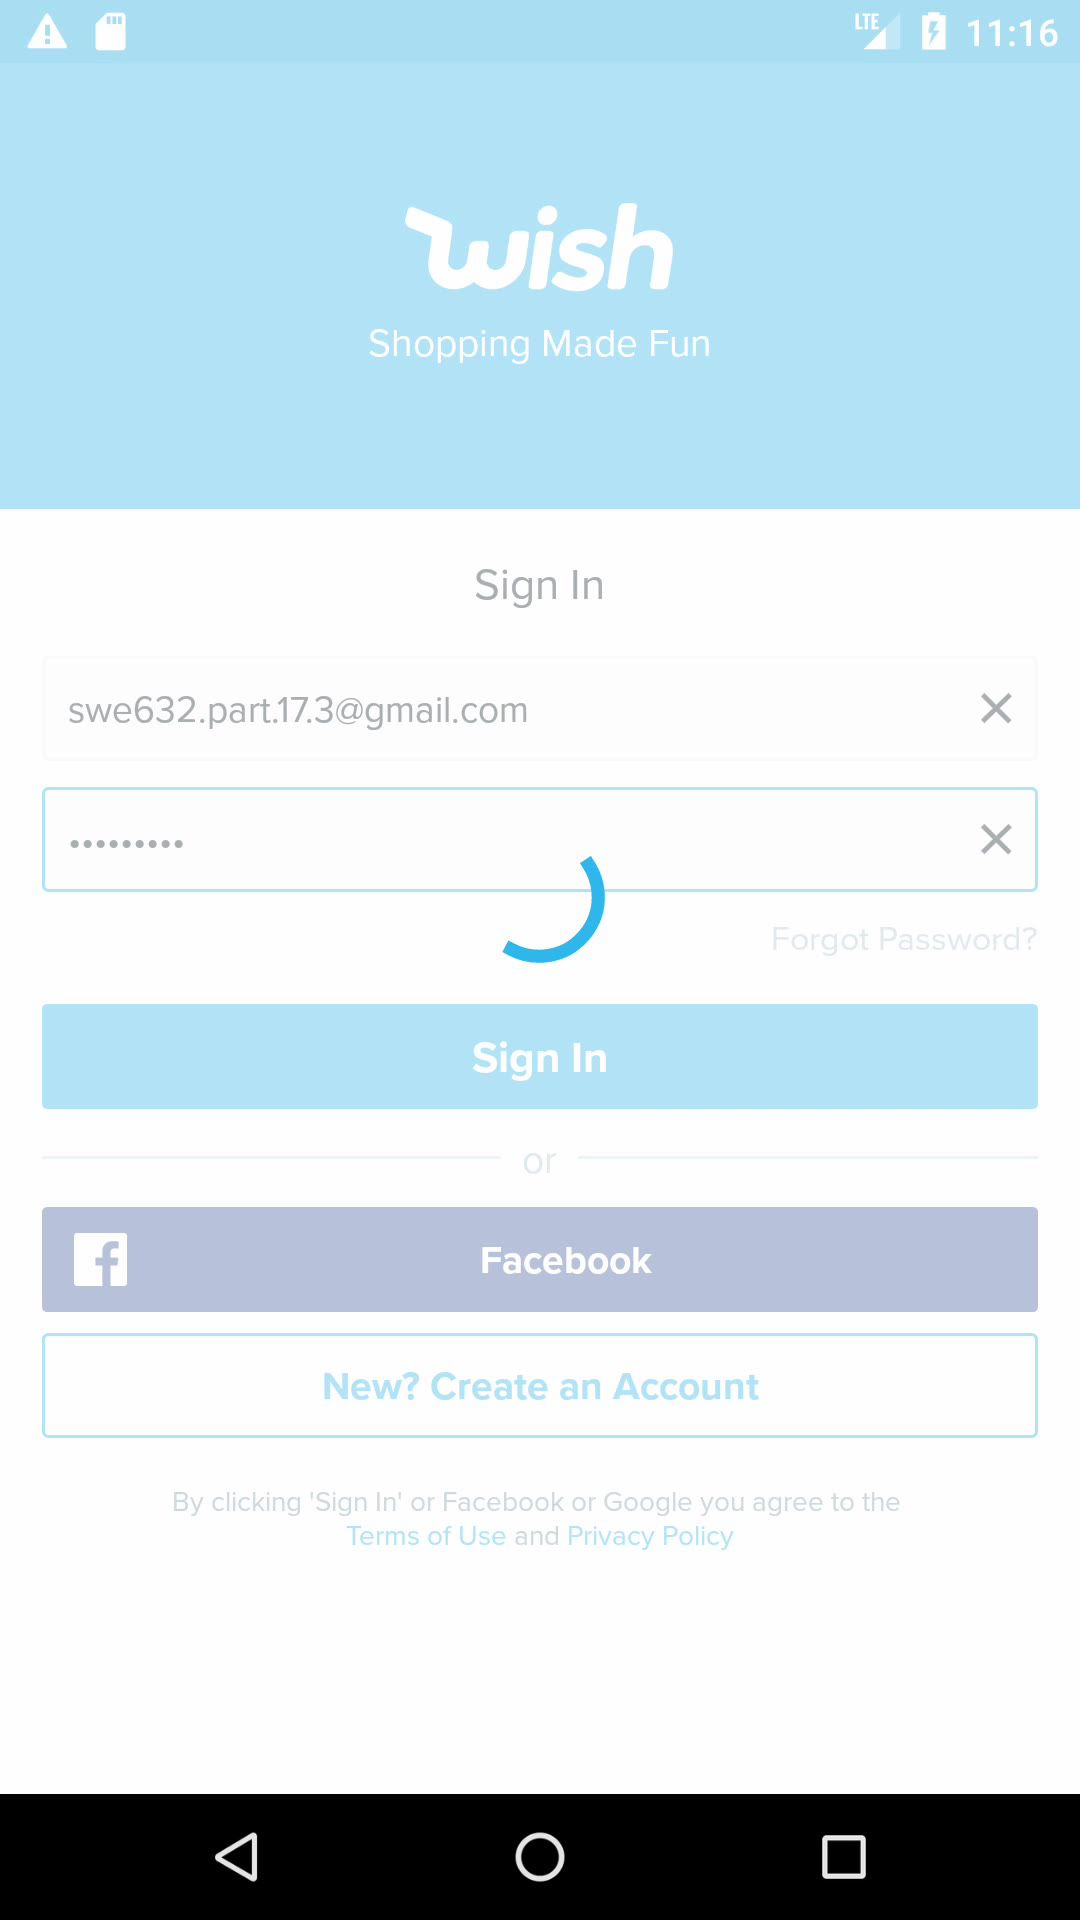 LTE 11:16
wish
Shopping Made Fun
Sign In
swe632.part.17.3@gmail.com
•••••••••
Forgot Password?
Sign In
or
Facebook
New? Create an Account
By clicking 'Sign In' or Facebook or Google you agree to the
Terms of Use and Privacy Policy